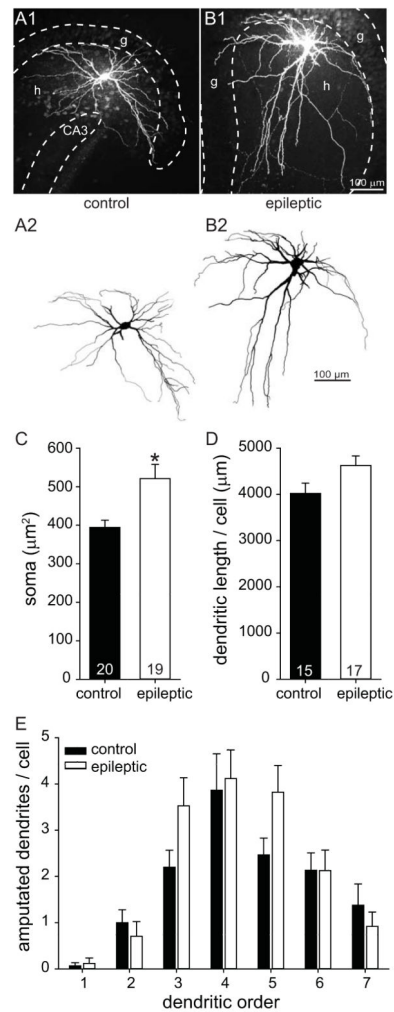 A1
B1
g
g
h
g
h
CA3
100 μm
control
epileptic
A2
B2
100 μm
C
D
soma (μm²)
600
500
400
300
200
100
0
*
20
19
control
epileptic
dendritic length / cell (μm)
5000
4000
3000
2000
1000
0
15
17
control
epileptic
E
amputated dendrites / cell
5
4
3
2
1
0
control
epileptic
1 2 3 4 5 6 7
dendritic order